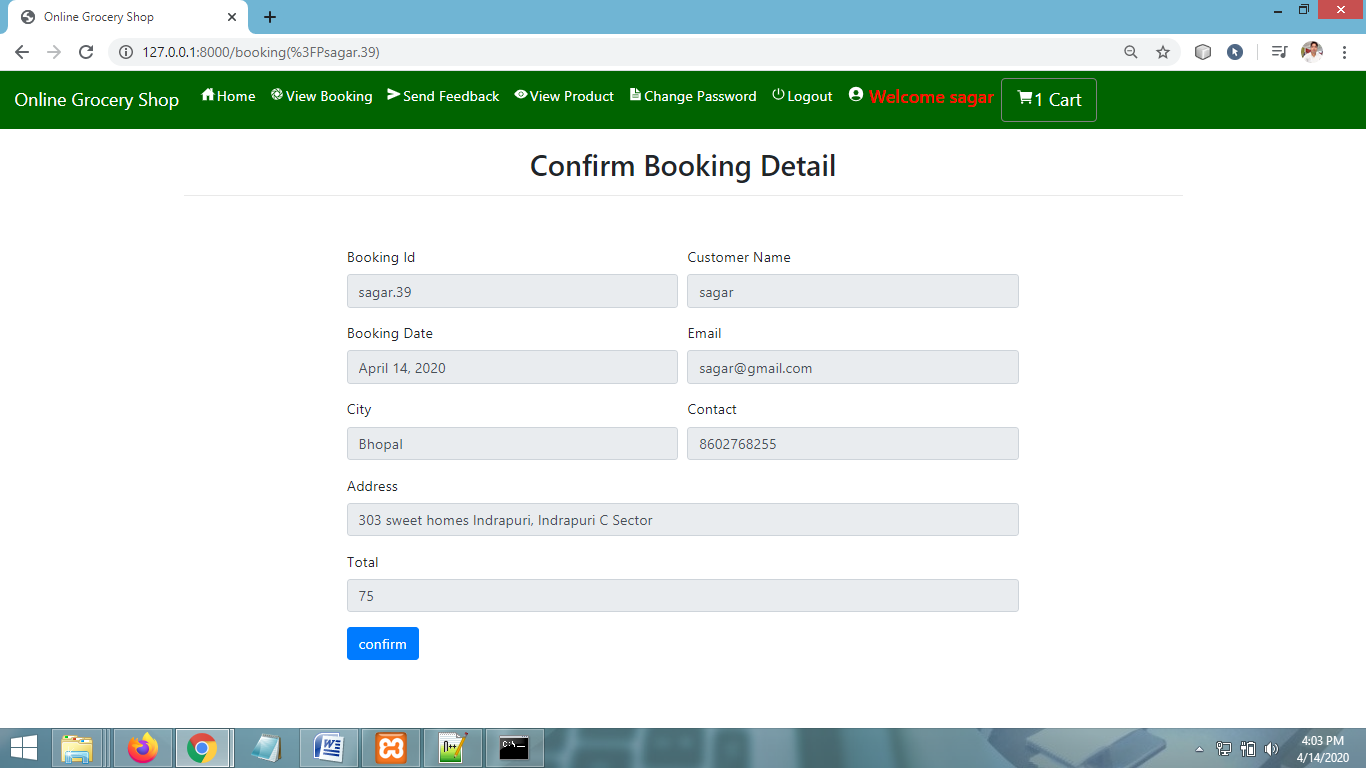 Online Grocery Shop
127.0.0.1:8000/booking(%3FPsagar.39)
Online Grocery Shop Home View Booking Send Feedback View Product Change Password Logout Welcome sagar 1 Cart
Confirm Booking Detail
Booking Id Customer Name
sagar.39 sagar
Booking Date Email
April 14, 2020 sagar@gmail.com
City Contact
Bhopal 8602768255
Address
303 sweet homes Indrapuri, Indrapuri C Sector
Total
75
confirm
4:03 PM
4/14/2020